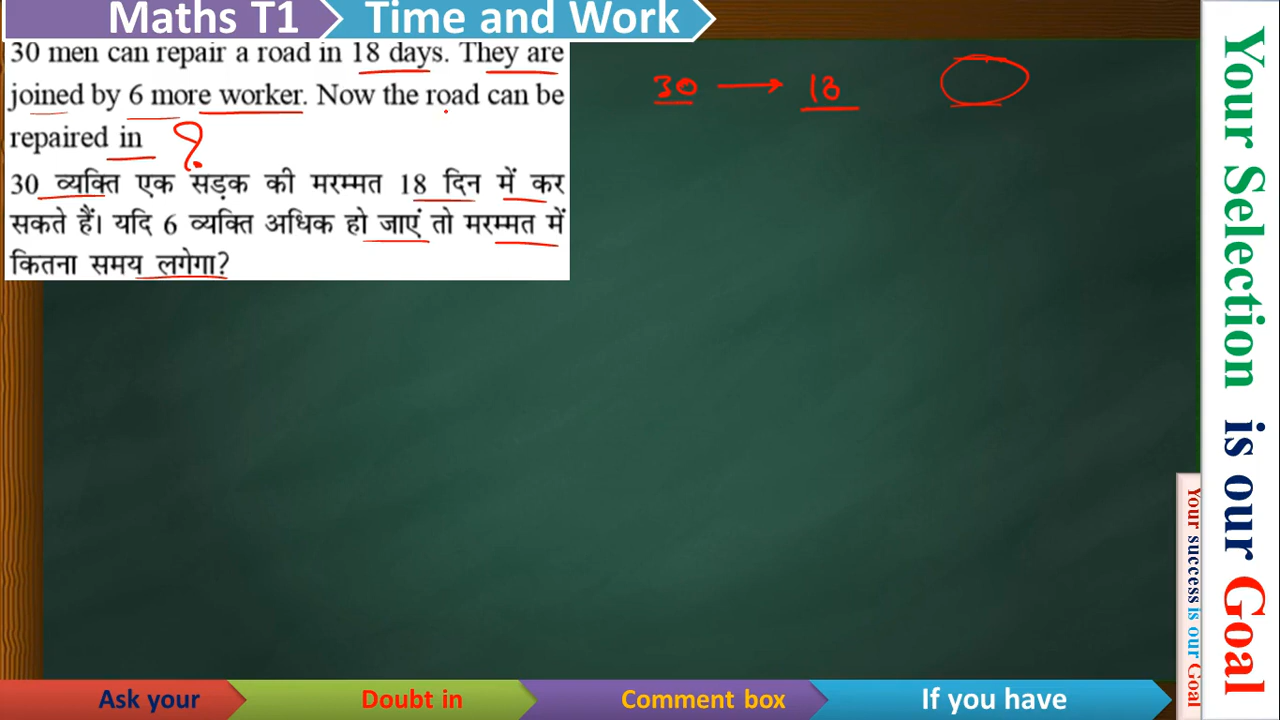 Maths T1
Time and Work
30 men can repair a road in 18 days. They are
joined by 6 more worker. Now the road can be
repaired in ?
30 व्यक्ति एक सड़क की मरम्मत 18 दिन में कर
सकते हैं। यदि 6 व्यक्ति अधिक हो जाएं तो मरम्मत में
कितना समय लगेगा?
30 → 18
Your Selection is our Goal
Your success is our Goal
Ask your
Doubt in
Comment box
If you have